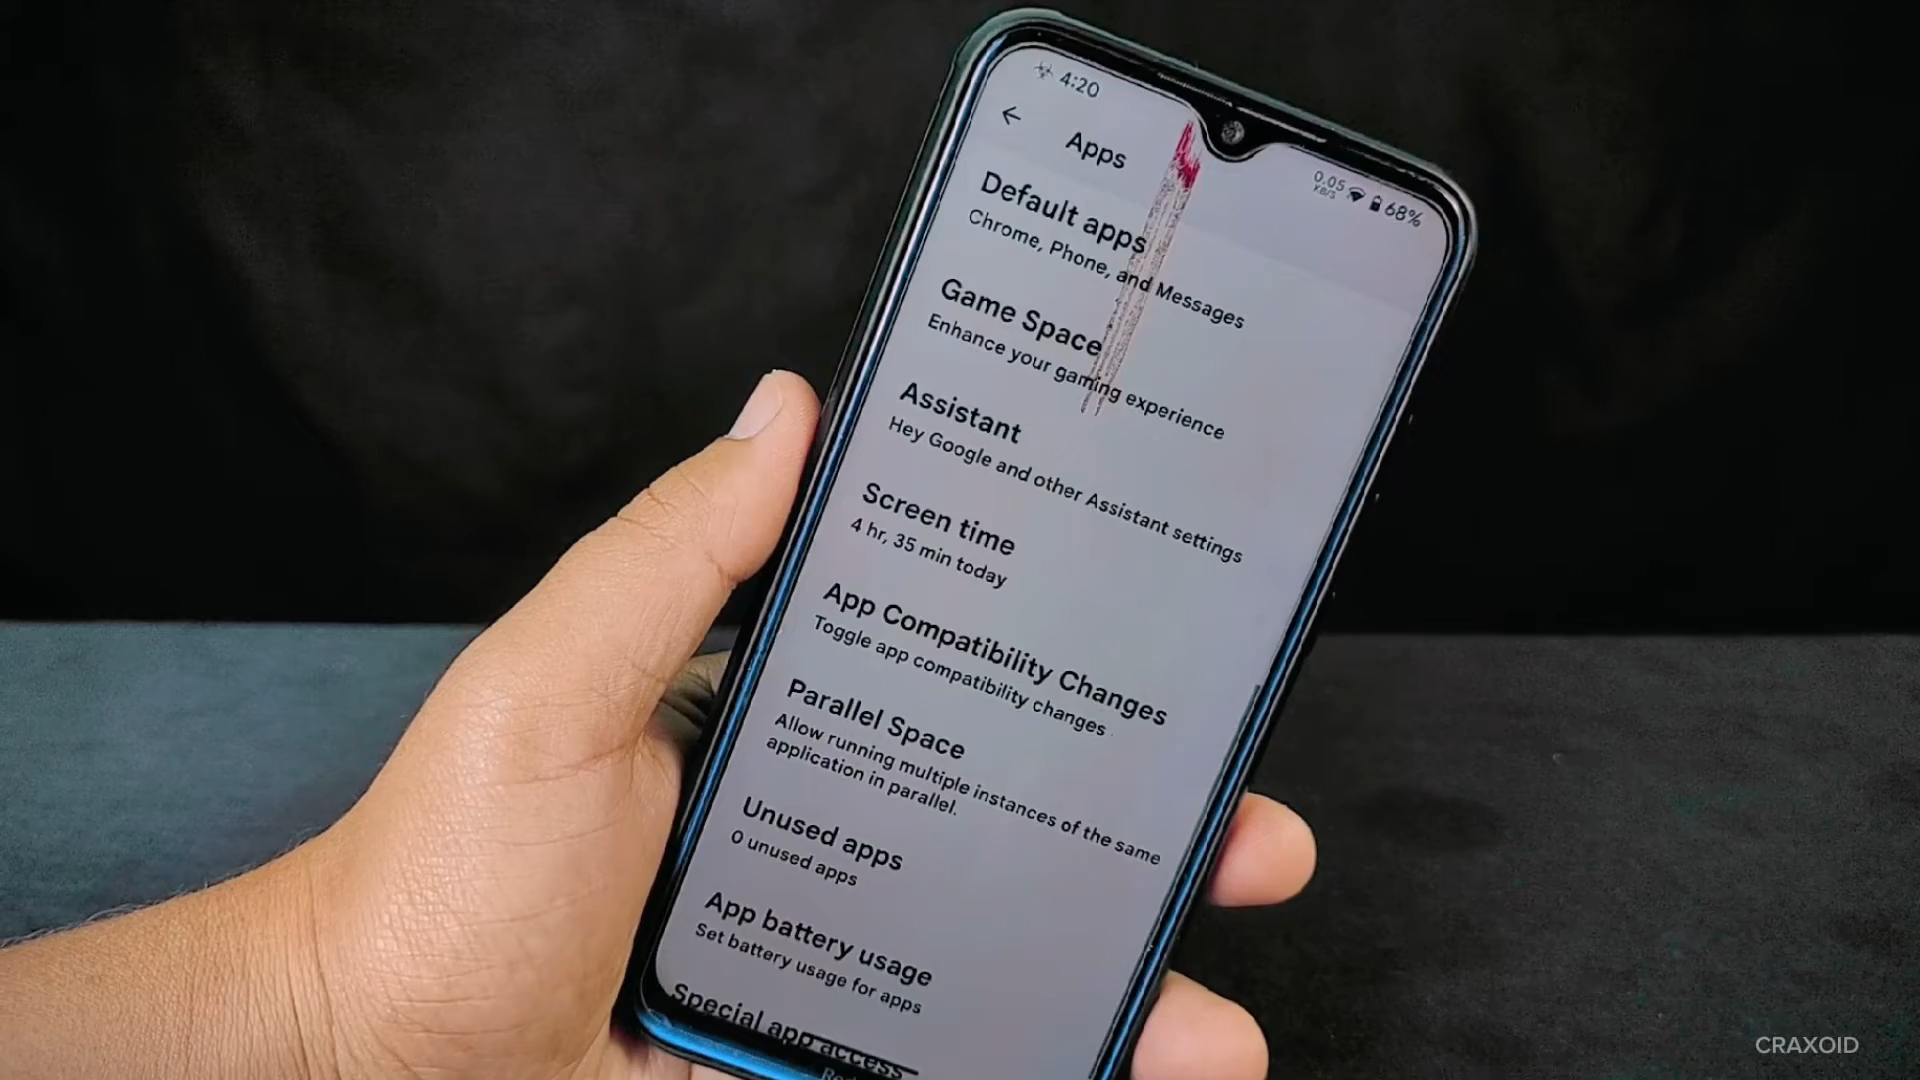 4:20
0.05
KB/S
68%
Apps
Default apps
Chrome, Phone, and Messages
Game Space
Enhance your gaming experience
Assistant
Hey Google and other Assistant settings
Screen time
4 hr, 35 min today
App Compatibility Changes
Toggle app compatibility changes
Parallel Space
Allow running multiple instances of the same
application in parallel.
Unused apps
0 unused apps
App battery usage
Set battery usage for apps
Special app access
CRAXOID